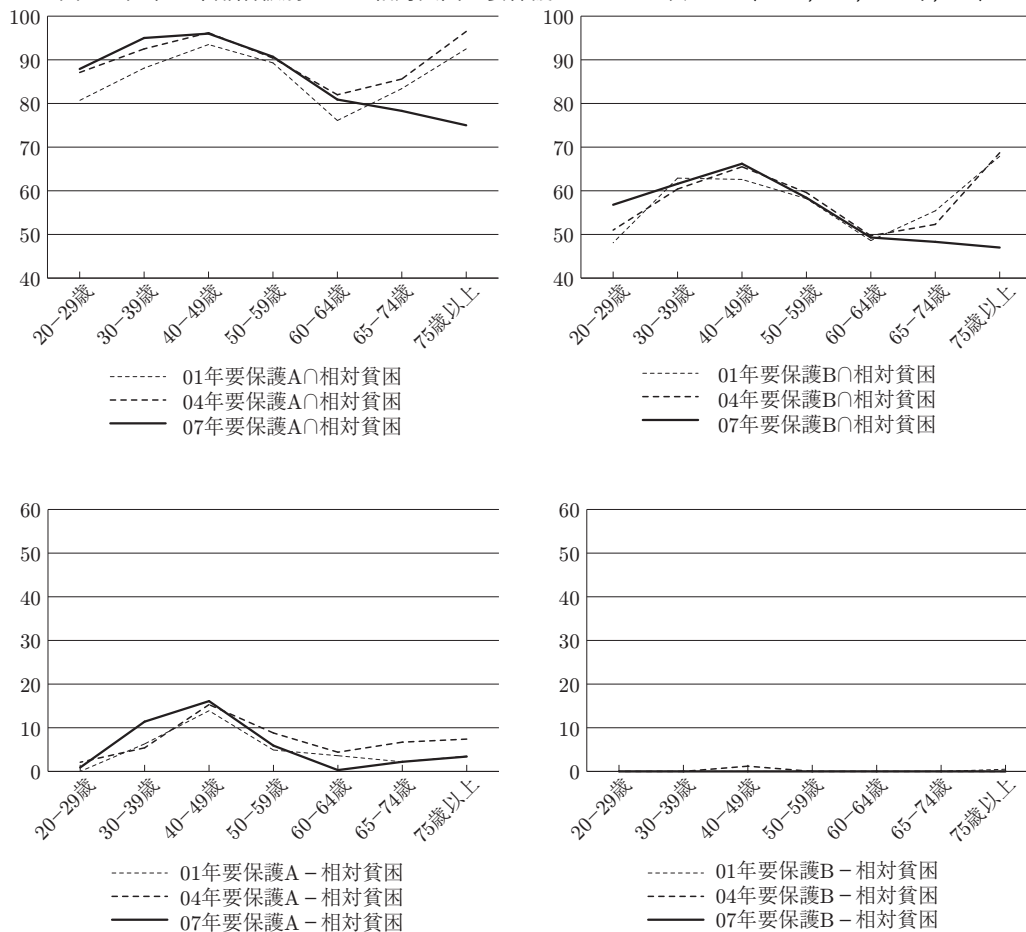 100
90
80
70
60
50
40
20−29歳
30−39歳
40−49歳
50−59歳
60−64歳
65−74歳
75歳以上
01年要保護A∩相対貧困
04年要保護A∩相対貧困
07年要保護A∩相対貧困
100
90
80
70
60
50
40
20−29歳
30−39歳
40−49歳
50−59歳
60−64歳
65−74歳
75歳以上
01年要保護B∩相対貧困
04年要保護B∩相対貧困
07年要保護B∩相対貧困
60
50
40
30
20
10
0
20−29歳
30−39歳
40−49歳
50−59歳
60−64歳
65−74歳
75歳以上
01年要保護A−相対貧困
04年要保護A−相対貧困
07年要保護A−相対貧困
60
50
40
30
20
10
0
20−29歳
30−39歳
40−49歳
50−59歳
60−64歳
65−74歳
75歳以上
01年要保護B−相対貧困
04年要保護B−相対貧困
07年要保護B−相対貧困